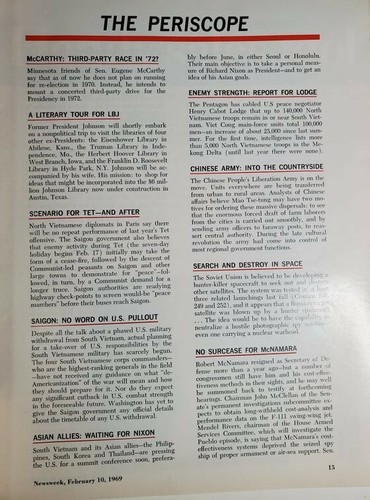 THE PERISCOPE
McCARTHY: THIRD-PARTY RACE IN '72?
Minnesota friends of Sen. Eugene McCarthy
say that as of now he does not plan on running
for re-election in 1970. Instead, he intends to
mount a concerted third-party drive for the
Presidency in 1972.
A LITERARY TOUR FOR LBJ
Former President Johnson will shortly embark
on a nonpolitical trip to visit the libraries of four
other ex-Presidents: the Eisenhower Library in
Abilene, Kans., the Truman Library in Inde-
pendence, Mo., the Herbert Hoover Library in
West Branch, Iowa, and the Franklin D. Roosevelt
Library in Hyde Park, N.Y. Johnson will be ac-
companied by his wife. His mission: to shop for
ideas that might be incorporated into the $6 mil-
lion Johnson Library now under construction in
Austin, Texas.
SCENARIO FOR TET—AND AFTER
North Vietnamese diplomats in Paris say there
will be no repeat performance of last year's Tet
offensive. The Saigon government also believes
that enemy activity during Tet (the seven-day
holiday begins Feb. 17) initially may take the
form of a cease-fire, followed by the descent of
Communist-led peasants on Saigon and other
large towns to demonstrate for "peace"—fol-
lowed, in turn, by a Communist demand for a
longer truce. Saigon authorities are readying
highway check-points to screen would-be "peace
marchers" before their buses reach Saigon.
SAIGON: NO WORD ON U.S. PULLOUT
Despite all the talk about a phased U.S. military
withdrawal from South Vietnam, actual planning
for a take-over of U.S. responsibilities by the
South Vietnamese military has scarcely begun.
The four South Vietnamese corps commanders—
who are the highest-ranking generals in the field
—have not received any guidance on what "de-
Americanization" of the war will mean and how
they should prepare for it. Nor do they expect
any significant cutback in U.S. combat strength
in the foreseeable future. Washington has yet to
give the Saigon government any official details
about the timetable of any U.S. withdrawal.
ASIAN ALLIES: WAITING FOR NIXON
South Vietnam and its Asian allies—the Philip-
pines, South Korea and Thailand—are pressing
the U.S. for a summit conference soon, prefera-
bly before June, in either Seoul or Honolulu.
Their main objective is to take a personal meas-
ure of Richard Nixon as President—and to get an
idea of his Asian goals.
ENEMY STRENGTH: REPORT FOR LODGE
The Pentagon has cabled U.S. peace negotiator
Henry Cabot Lodge that up to 140,000 North
Vietnamese troops remain in or near South Viet-
nam. Viet Cong main-force units total 100,000
men—an increase of about 25,000 since last sum-
mer. For the first time, intelligence lists more
than 5,000 North Vietnamese troops in the Me-
kong Delta (until last year there were none).
CHINESE ARMY: INTO THE COUNTRYSIDE
The Chinese People's Liberation Army is on the
move. Units everywhere are being transferred
from urban to rural areas. Analysts of Chinese
affairs believe Mao Tse-tung may have two mo-
tives for ordering these massive dispersals: to see
that the enormous forced draft of farm laborers
from the cities is carried out smoothly, and by
sending army officers to faraway posts, to reas-
sert central authority. During the late cultural
revolution the army had come into control of
most regional government functions.
SEARCH AND DESTROY IN SPACE
The Soviet Union is believed to be developing a
hunter-killer spacecraft to seek out and
other satellites. The system was tested in
three related launchings last fall
249 and 252), and it appears that a
satellite was blown up by a hunter
The idea would be to have the
neutralize a hostile photographic spy
even one carrying a nuclear warhead.
NO SURCEASE FOR McNAMARA
Robert McNamara resigned as Secretary of De-
fense more than a year ago—but a number of
congressmen still have him and his cost-effec-
tiveness methods in their sights, and he may well
be summoned back to testify at forthcoming
hearings. Chairman John McClellan of the Sen-
ate's permanent investigations subcommittee ex-
pects to obtain long-withheld cost-analysis and
performance data on the F-111 swing-wing jet.
Mendel Rivers, chairman of the House Armed
Services Committee, which will investigate the
Pueblo episode, is saying that McNamara's cost-
effectiveness system deprived the seized spy
ship of proper armament or air-sea support. Sen.
Newsweek, February 10, 1969
15